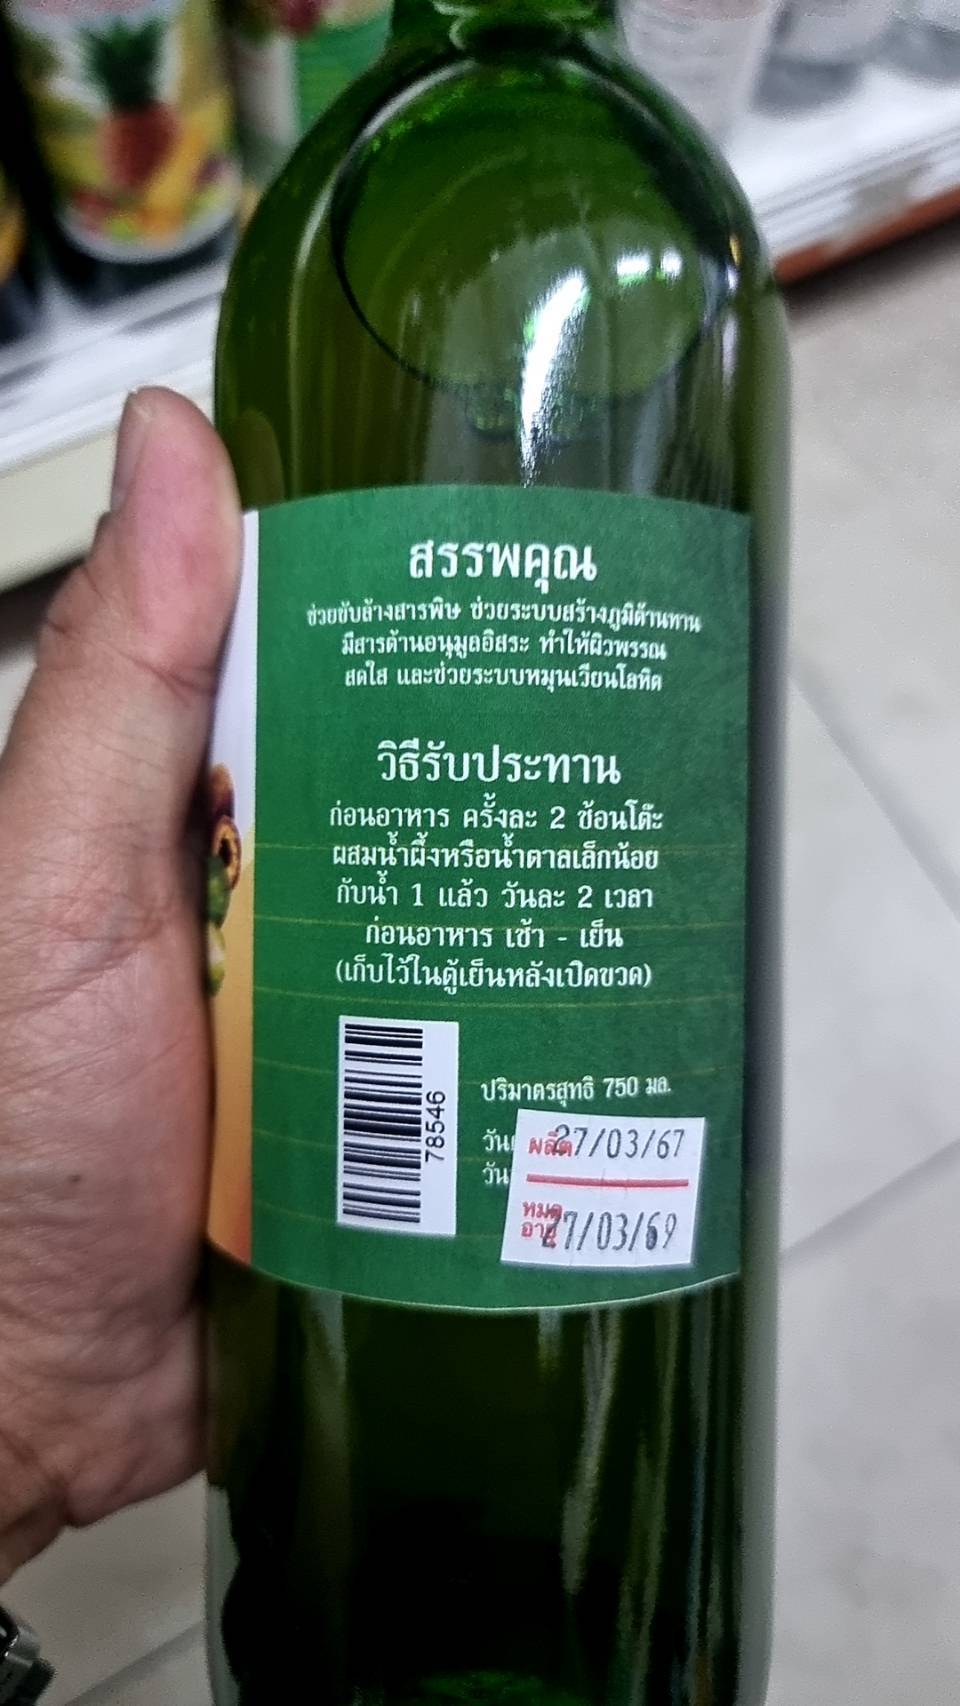 สรรพคุณ
ช่วยขับล้างสารพิษ ช่วยระบบสร้างภูมิต้านทาน
มีสารต้านอนุมูลอิสระ ทำให้ผิวพรรณ
สดใส และช่วยระบบหมุนเวียนโลหิต
วิธีรับประทาน
ก่อนอาหาร ครั้งละ 2 ช้อนโต๊ะ
ผสมน้ำผึ้งหรือน้ำตาลเล็กน้อย
กับน้ำ 1 แล้ว วันละ 2 เวลา
ก่อนอาหาร เช้า - เย็น
(เก็บไว้ในตู้เย็นหลังเปิดขวด)
78546
ปริมาตรสุทธิ 750 มล.
วัน
ผลิต 27/03/67
วัน
หมด
อายุ 27/03/69